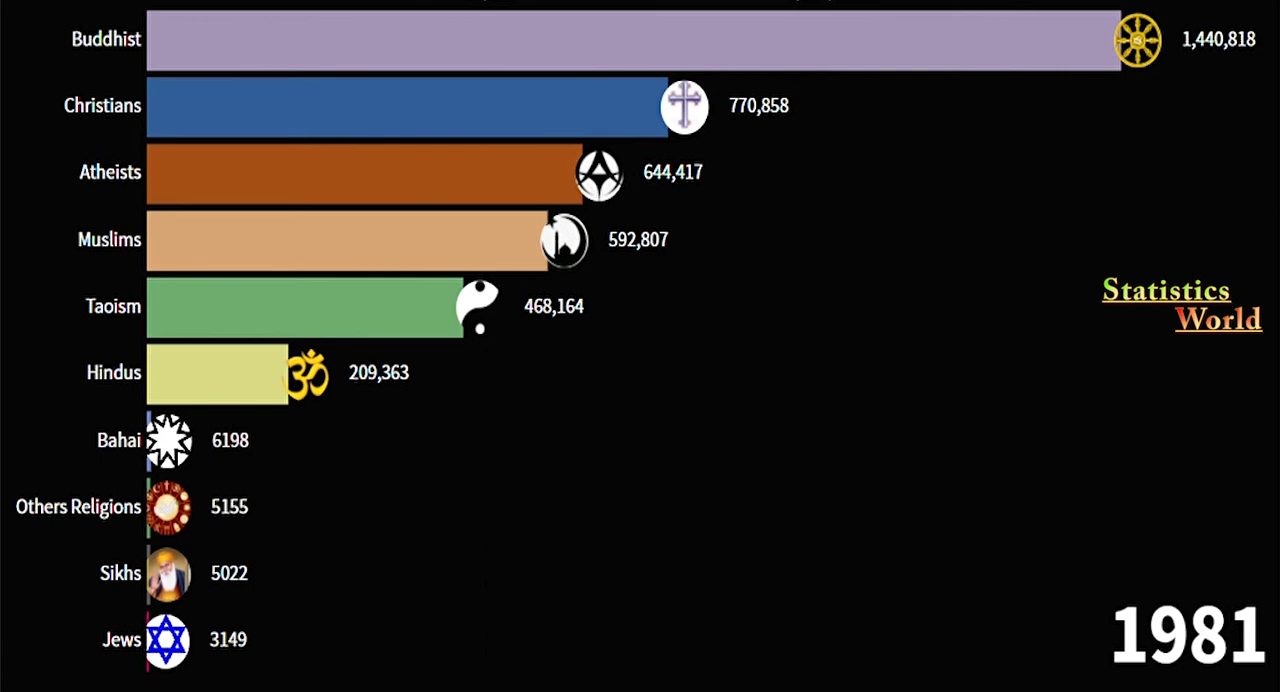 Buddhist 1,440,818
Christians 770,858
Atheists 644,417
Muslims 592,807
Taoism 468,164
Statistics
World
Hindus 209,363
Bahai 6198
Others Religions 5155
Sikhs 5022
Jews 3149
1981